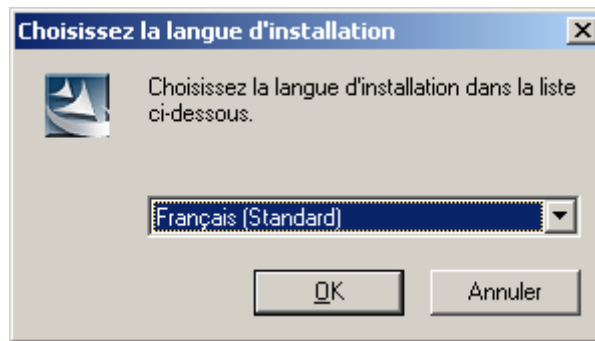 Choisissez la langue d'installation
Choisissez la langue d'installation dans la liste
ci-dessous.
Français (Standard)
OK
Annuler